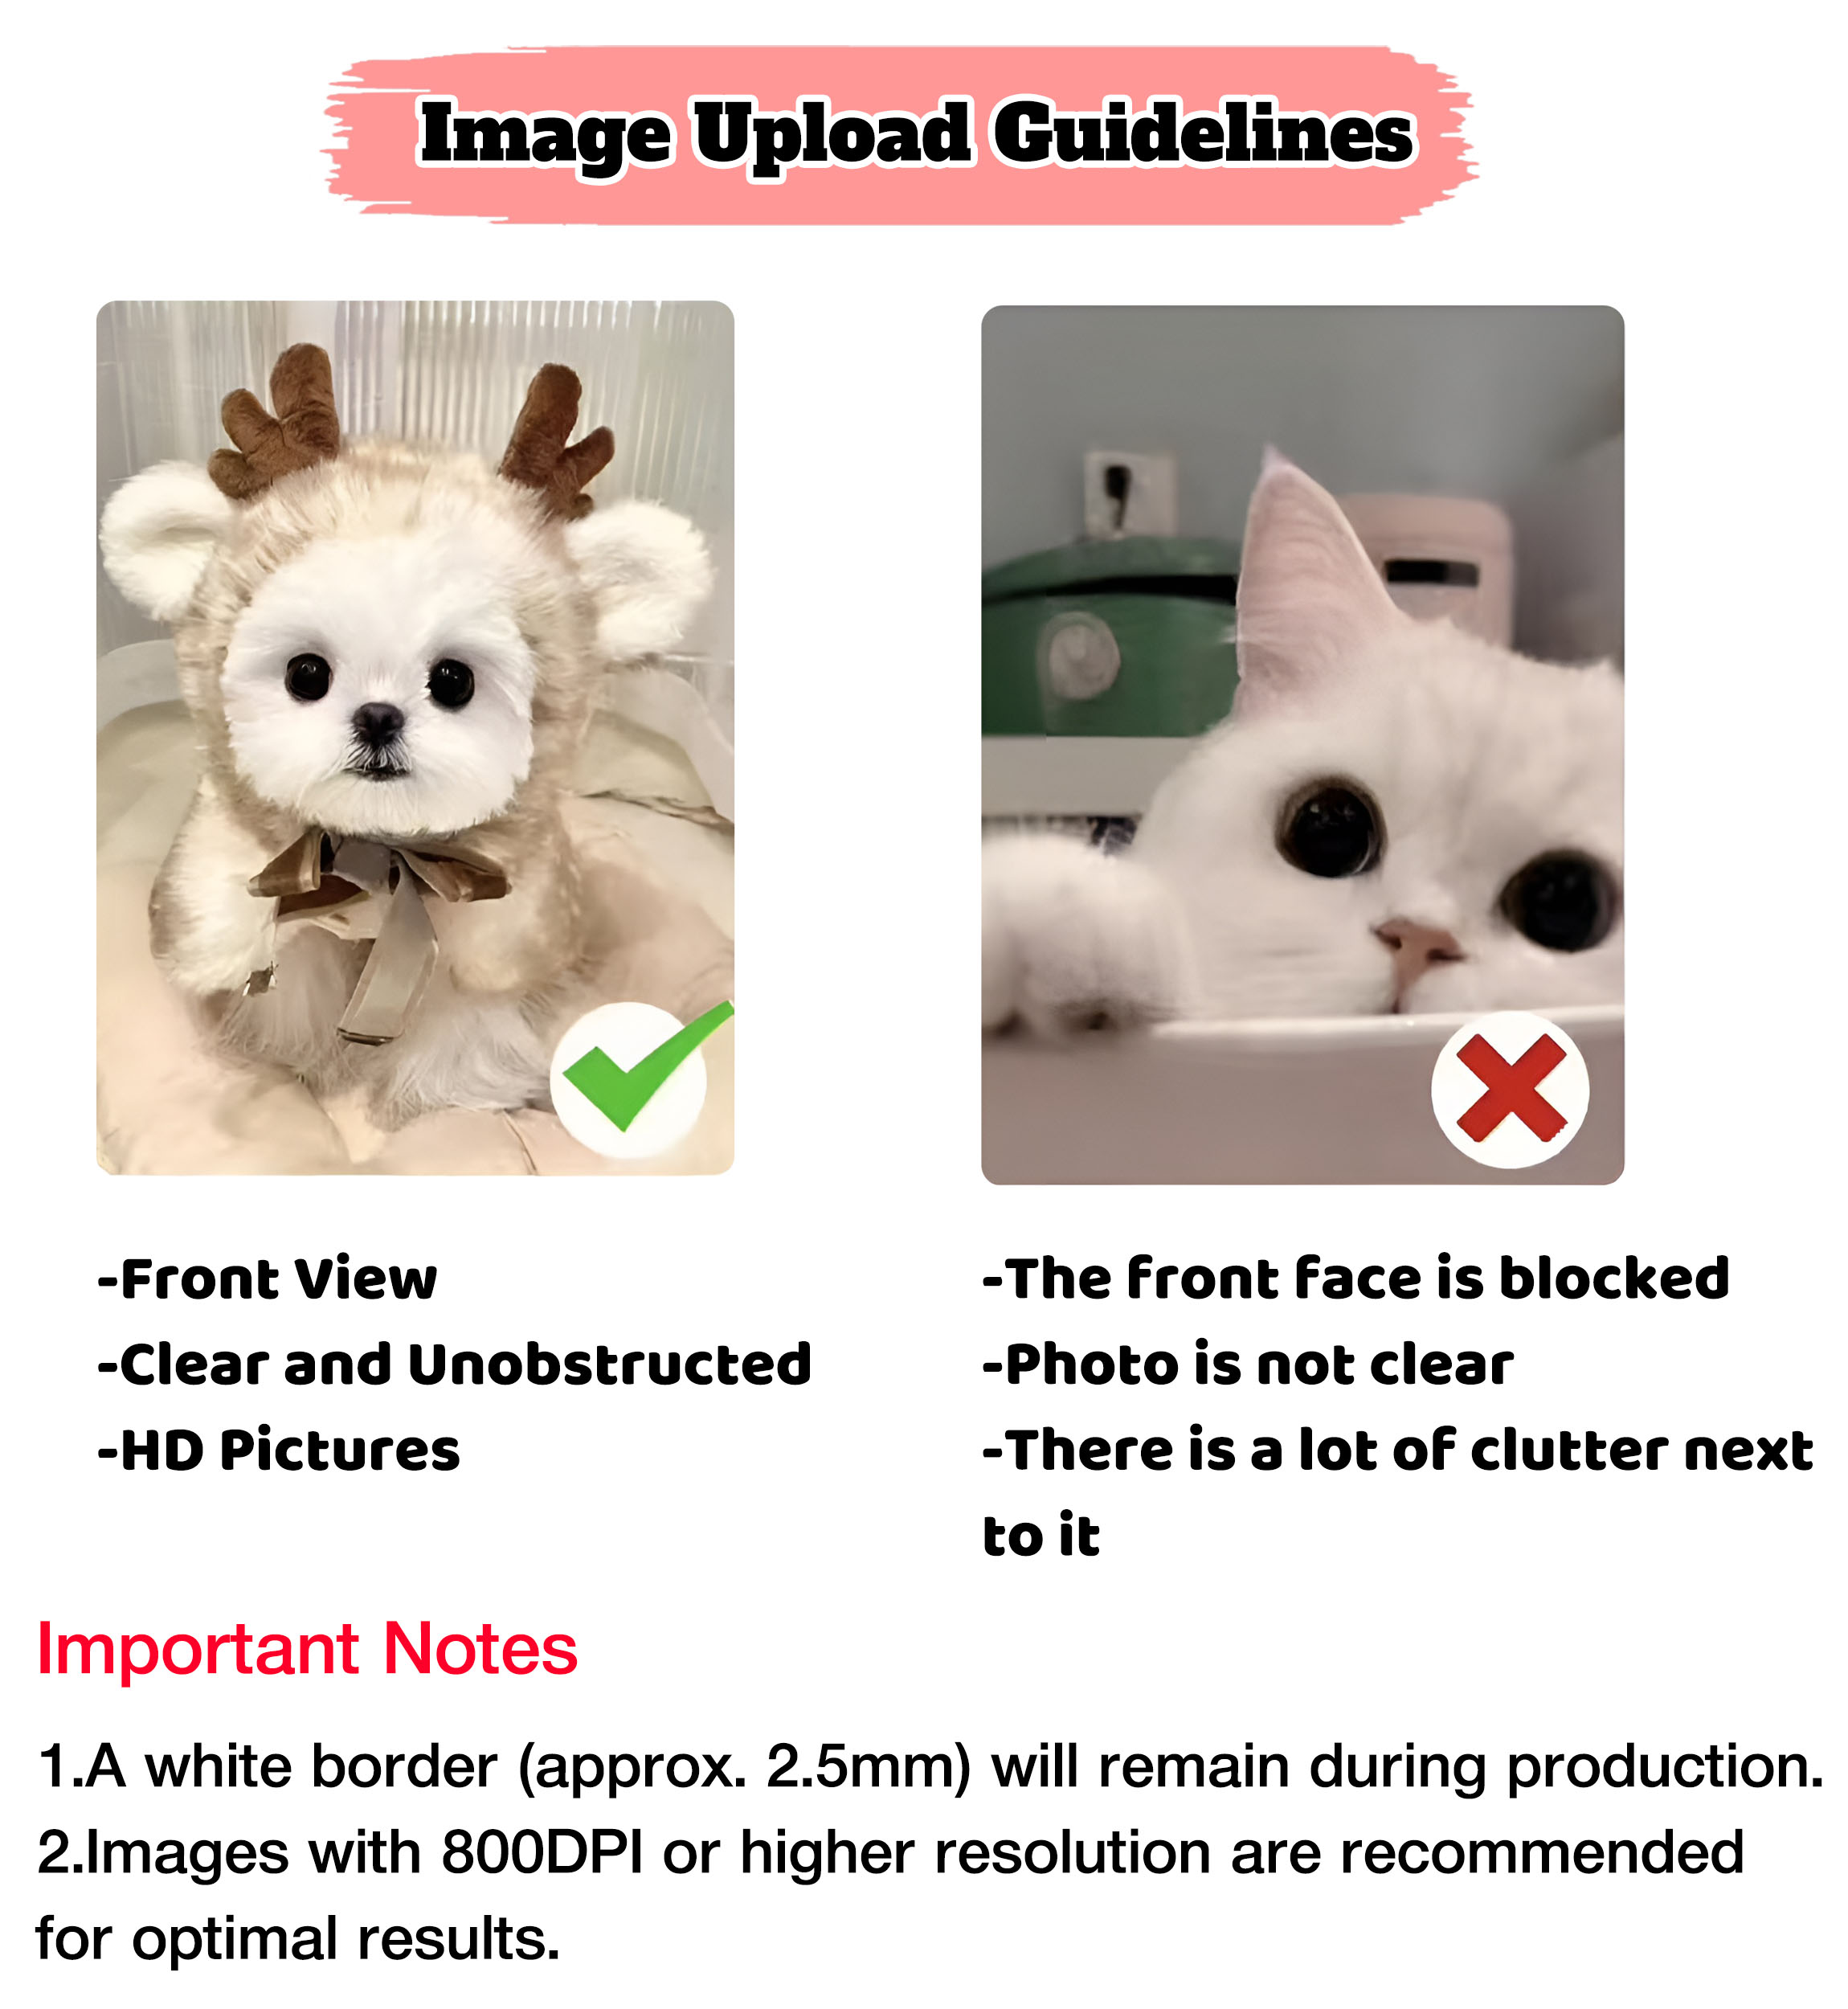 Image Upload Guidelines
-Front View
-Clear and Unobstructed
-HD Pictures
-The front face is blocked
-Photo is not clear
-There is a lot of clutter next
to it
Important Notes
1.A white border (approx. 2.5mm) will remain during production.
2.Images with 800DPI or higher resolution are recommended
for optimal results.